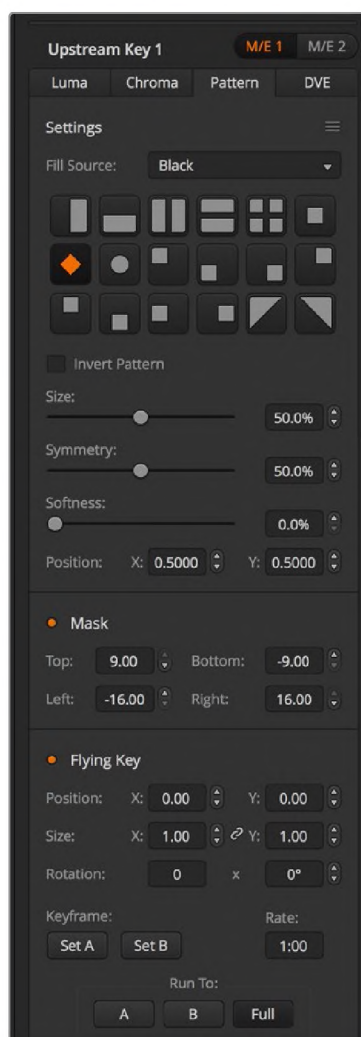 Upstream Key 1 M/E 1 M/E 2
Luma Chroma Pattern DVE
Settings
Fill Source: Black
Invert Pattern
Size:
50.0%
Symmetry:
50.0%
Softness:
0.0%
Position: X: 0.5000 Y: 0.5000
Mask
Top: 9.00 Bottom: -9.00
Left: -16.00 Right: 16.00
Flying Key
Position: X: 0.00 Y: 0.00
Size: X: 1.00 Y: 1.00
Rotation: 0 x 0°
Keyframe: Rate:
Set A Set B 1:00
Run To:
A B Full